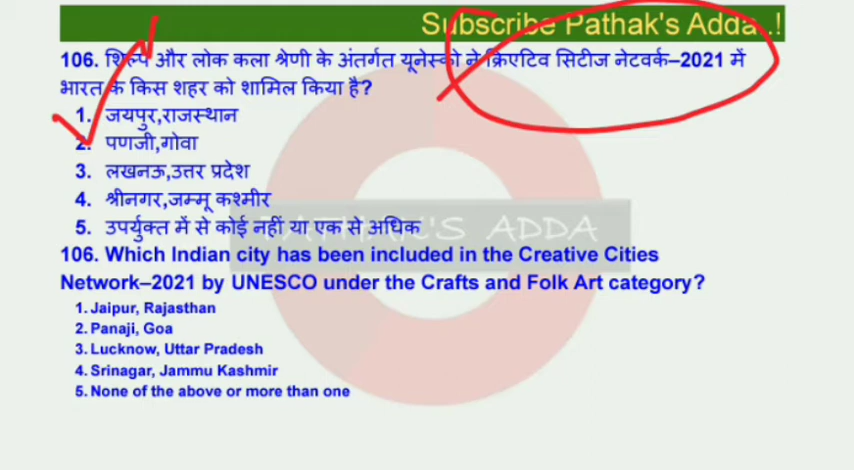 Subscribe Pathak's Adda..!
106. शिल्प और लोक कला श्रेणी के अंतर्गत यूनेस्को ने क्रिएटिव सिटीज नेटवर्क–2021 में
भारत के किस शहर को शामिल किया है?
1. जयपुर,राजस्थान
2. पणजी,गोवा
3. लखनऊ,उत्तर प्रदेश
4. श्रीनगर,जम्मू कश्मीर
5. उपर्युक्त में से कोई नहीं या एक से अधिक
PATHAK'S ADDA
106. Which Indian city has been included in the Creative Cities
Network–2021 by UNESCO under the Crafts and Folk Art category?
1. Jaipur, Rajasthan
2. Panaji, Goa
3. Lucknow, Uttar Pradesh
4. Srinagar, Jammu Kashmir
5. None of the above or more than one